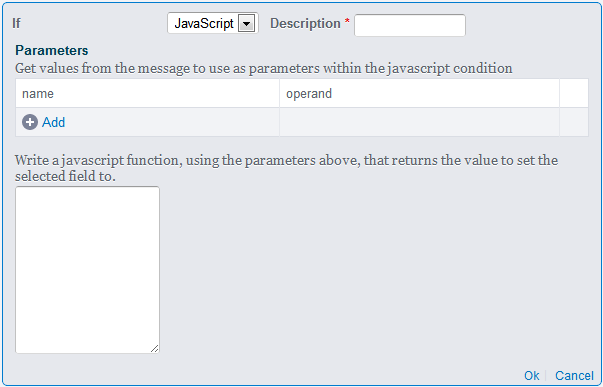 If JavaScript Description *
Parameters
Get values from the message to use as parameters within the javascript condition
name operand
Add
Write a javascript function, using the parameters above, that returns the value to set the
selected field to.
Ok Cancel